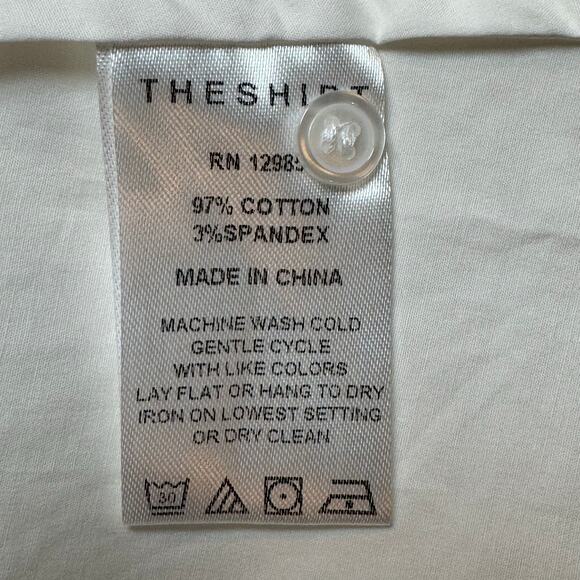 THESHIRT
RN 12985
97% COTTON
3%SPANDEX
MADE IN CHINA
MACHINE WASH COLD
GENTLE CYCLE
WITH LIKE COLORS
LAY FLAT OR HANG TO DRY
IRON ON LOWEST SETTING
OR DRY CLEAN
30